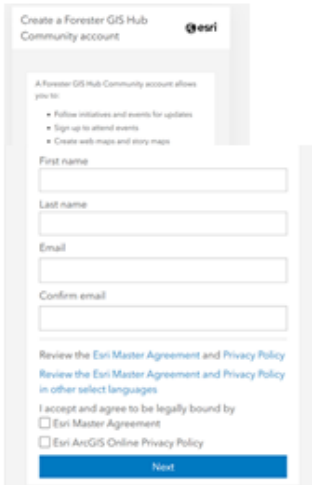 Create a Forester GIS Hub
Community account
esri
A Forester GIS Hub Community account allows
you to:
• Follow initiatives and events for updates
• Sign up to attend events
• Create web maps and story maps
First name
Last name
Email
Confirm email
Review the Esri Master Agreement and Privacy Policy
Review the Esri Master Agreement and Privacy Policy
in other select languages
I accept and agree to be legally bound by
Esri Master Agreement
Esri ArcGIS Online Privacy Policy
Next